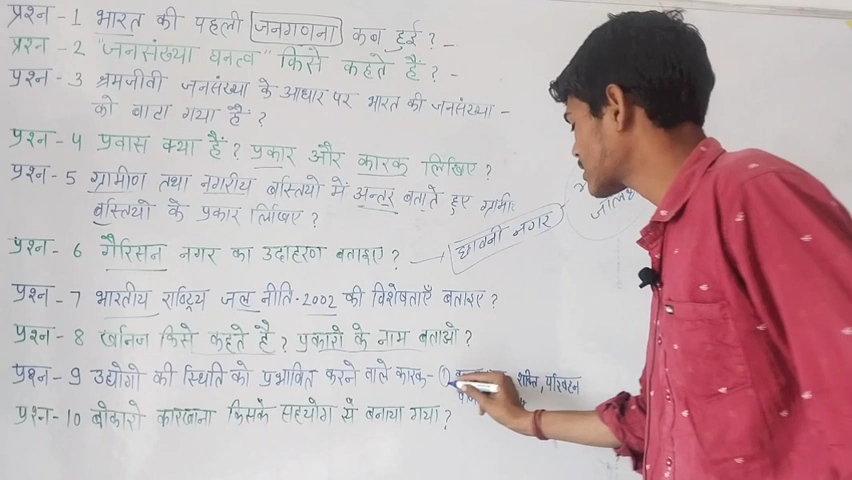 प्रश्न - 1 भारत की पहली जनगणना कब हुई ? -
प्रश्न - 2 "जनसंख्या घनत्व" किसे कहते हैं ? -
प्रश्न - 3 श्रमजीवी जनसंख्या के आधार पर भारत की जनसंख्या -
को बाटा गया है ?
प्रश्न - 4 प्रवास क्या हैं ? प्रकार और कारक लिखिए ?
प्रश्न - 5 ग्रामीण तथा नगरीय बस्तियो में अन्तर बताते हुए ग्रामीण
बस्तियो के प्रकार लिखिए ?
प्रश्न - 6 गैरिसन नगर का उदाहरण बताइए ? → छावनी नगर
प्रश्न - 7 भारतीय राष्ट्रिय जल नीति-2002 की विशेषताएँ बताइए ?
प्रश्न - 8 खनिज किसे कहते है ? प्रकारो के नाम बताओ ?
प्रश्न - 9 उद्योगो की स्थिति को प्रभावित करने वाले कारक - ① शक्ति, परिवहन
प्रश्न - 10 बोकारो कारखाना किसके सहयोग से बनाया गया ?